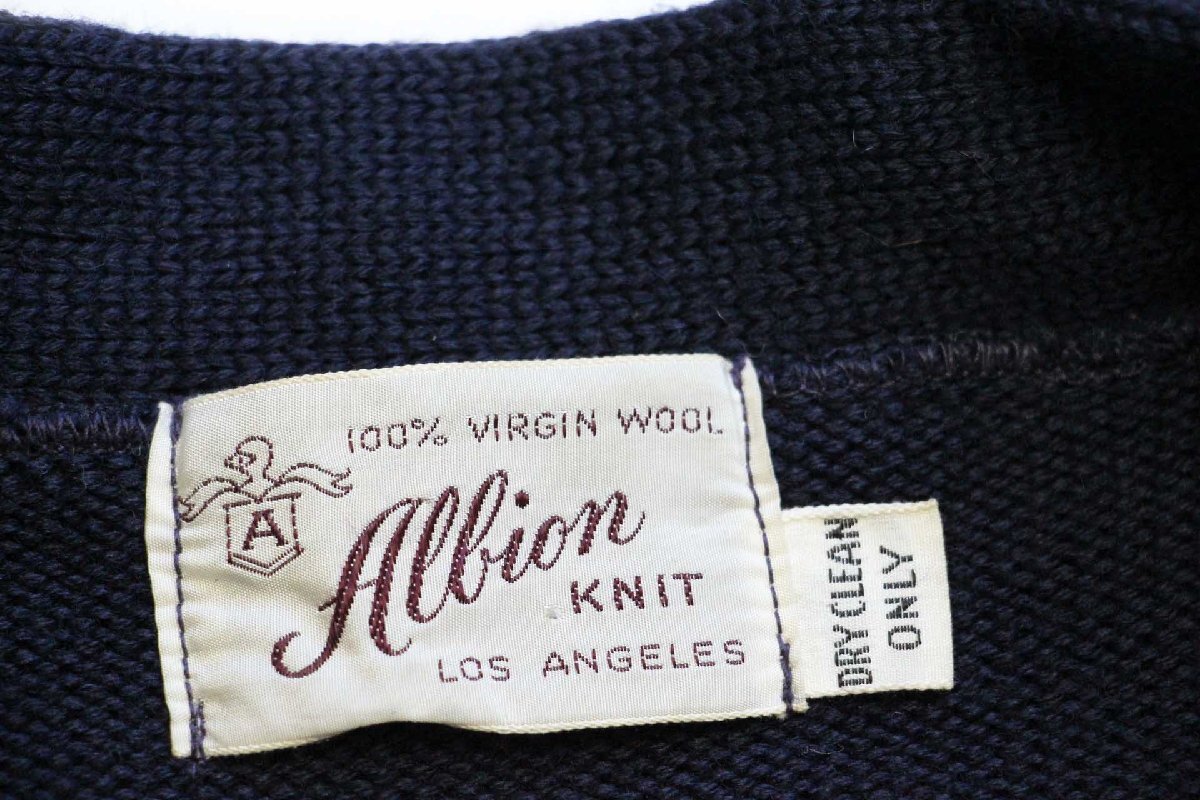 100% VIRGIN WOOL
A
Albion
KNIT
LOS ANGELES
DRY CLEAN
ONLY